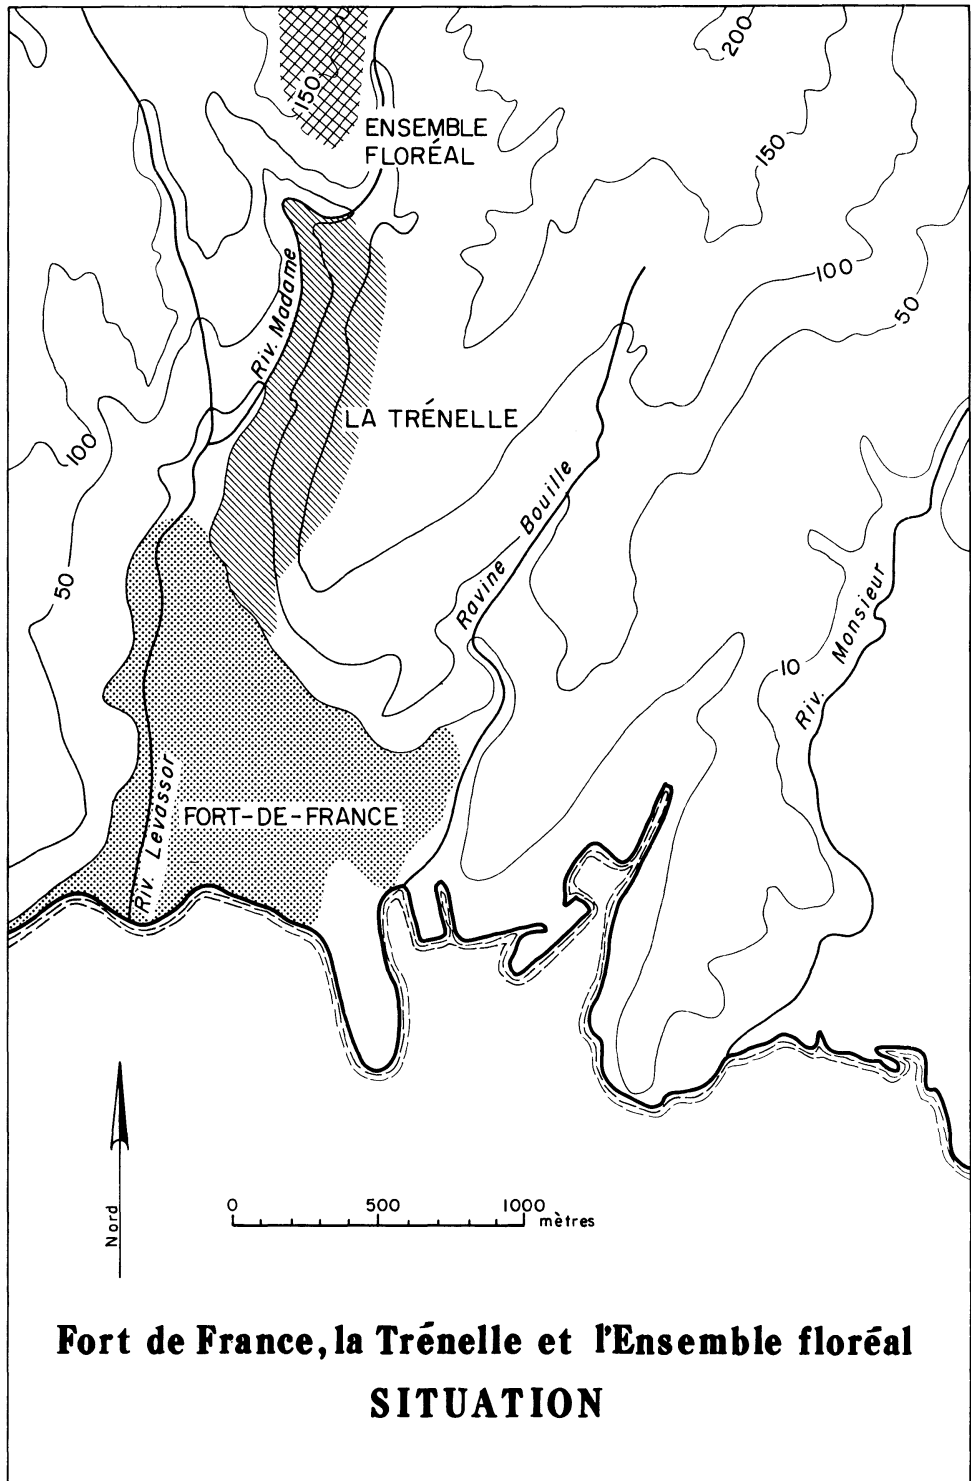 200
150
ENSEMBLE
FLORÉAL
150
Riv. Madame
100
50
LA TRÉNELLE
100
Ravine Bouille
50
Riv. Monsieur
10
Riv. Levassor
FORT-DE-FRANCE
Nord
0 500 1000
mètres
Fort de France, la Trénelle et l'Ensemble floréal
SITUATION